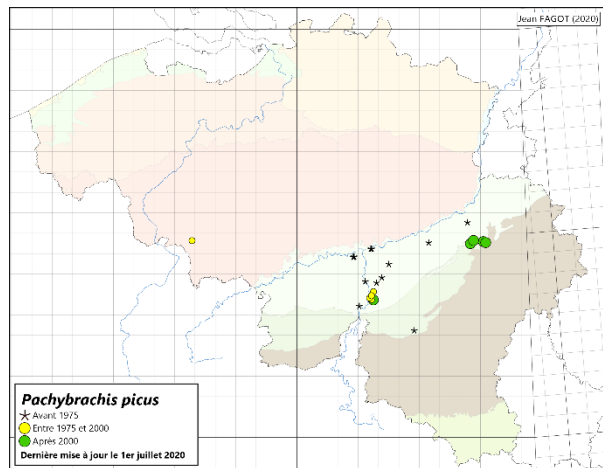 Jean FAGOT (2020)
Pachybrachis picus
Avant 1975
Entre 1975 et 2000
Après 2000
Dernière mise à jour le 1er juillet 2020